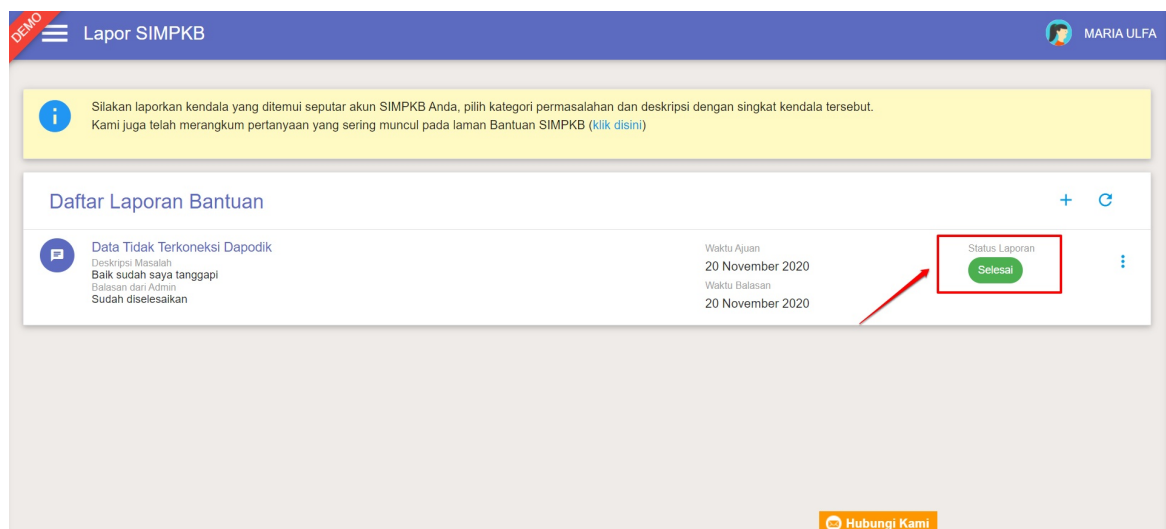 DEMO
Lapor SIMPKB
MARIA ULFA
Silakan laporkan kendala yang ditemui seputar akun SIMPKB Anda, pilih kategori permasalahan dan deskripsi dengan singkat kendala tersebut.
Kami juga telah merangkum pertanyaan yang sering muncul pada laman Bantuan SIMPKB (klik disini)
Daftar Laporan Bantuan
Data Tidak Terkoneksi Dapodik
Deskripsi Masalah
Baik sudah saya tanggapi
Balasan dari Admin
Sudah diselesaikan
Waktu Ajuan
20 November 2020
Waktu Balasan
20 November 2020
Status Laporan
Selesai
Hubungi Kami